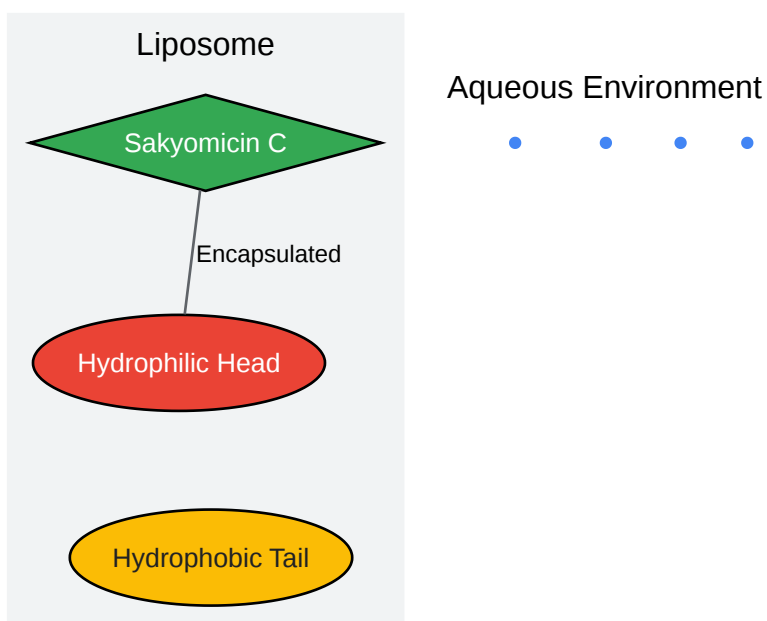 Liposome
Aqueous Environment
Sakyomicin C
Encapsulated
Hydrophilic Head
Hydrophobic Tail